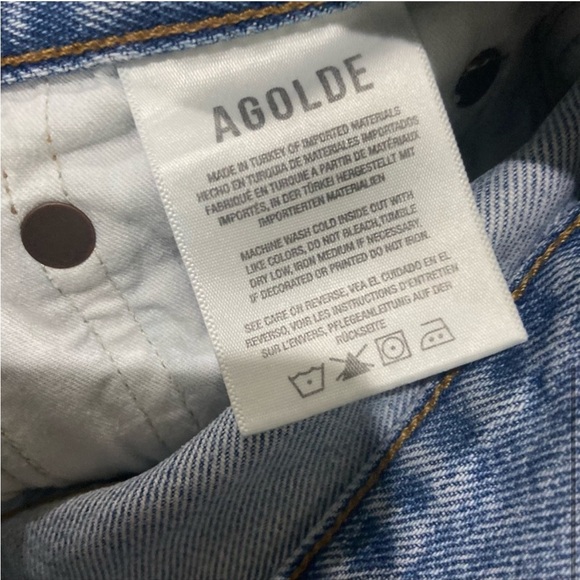 AGOLDE
MADE IN TURKEY OF IMPORTED MATERIALS
HECHO EN TURQUIA DE MATERIALES IMPORTADOS
FABRIQUÉ EN TURQUIE A PARTIR DE MATÉRIAUX
IMPORTÉS, IN DER TÜRKEI HERGESTELLT MIT
IMPORTIERTEN MATERIALIEN
MACHINE WASH COLD INSIDE OUT WITH
LIKE COLORS, DO NOT BLEACH, TUMBLE
DRY LOW, IRON MEDIUM IF NECESSARY.
IF DECORATED OR PRINTED DO NOT IRON.
SEE CARE ON REVERSE, VEA EL CUIDADO EN EL
REVERSO, VOIR LES INSTRUCTIONS D'ENTRETIEN
SUR L'ENVERS, PFLEGEANLEITUNG AUF DER
RÜCKSEITE